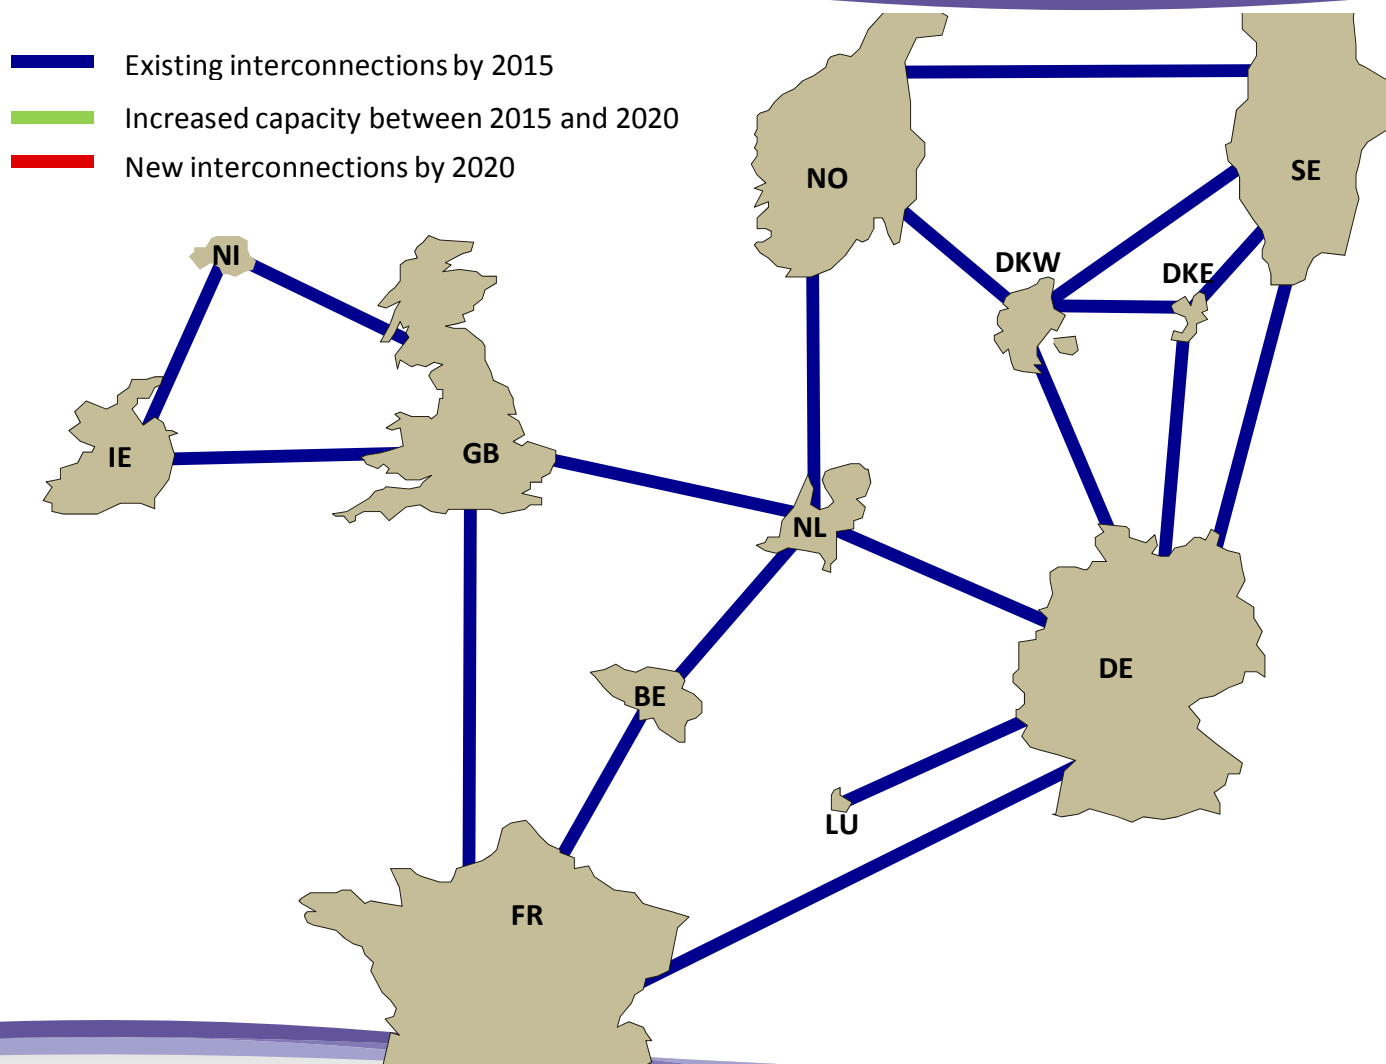 Existing interconnections by 2015
Increased capacity between 2015 and 2020
New interconnections by 2020
NO
SE
NI
DKW
DKE
IE
GB
NL
DE
BE
LU
FR